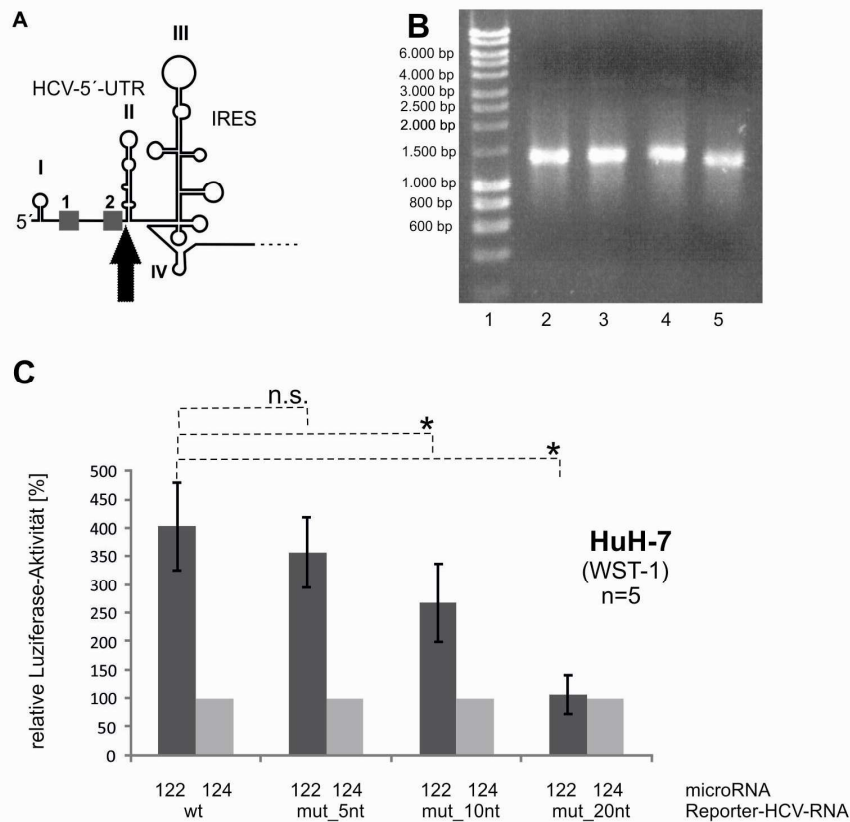 A
HCV-5´-UTR
I
II
III
IRES
1
2
5´
IV
B
6.000 bp
4.000 bp
3.000 bp
2.500 bp
2.000 bp
1.500 bp
1.000 bp
800 bp
600 bp
1 2 3 4 5
C
n.s.
*
*
relative Luziferase-Aktivität [%]
500
450
400
350
300
250
200
150
100
50
0
HuH-7
(WST-1)
n=5
122 124 122 124 122 124 122 124 microRNA
wt mut_5nt mut_10nt mut_20nt Reporter-HCV-RNA